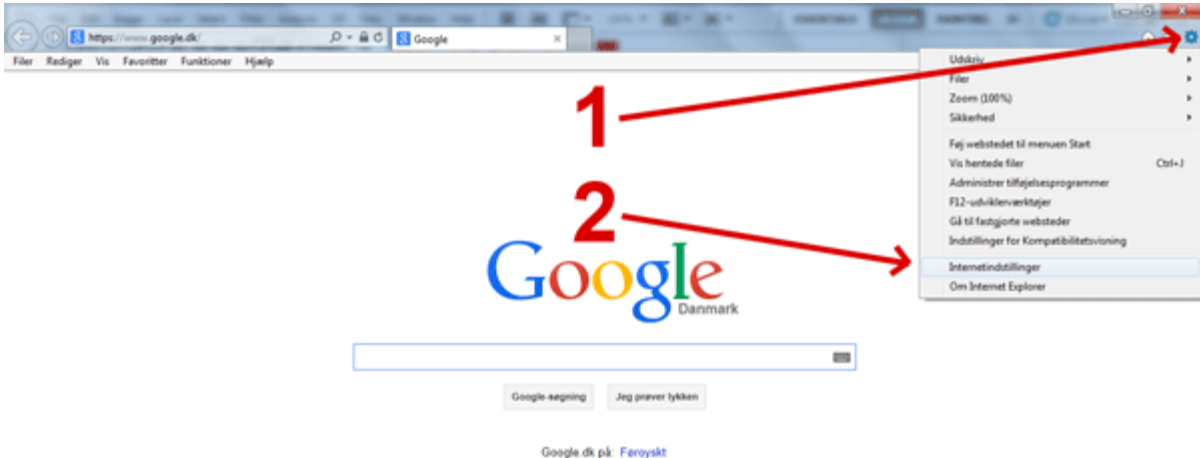 https://www.google.dk/
Google
Filer Rediger Vis Favoritter Funktioner Hjælp
Udskriv
Filer
Zoom (100%)
Sikkerhed
Føj webstedet til menuen Start
Vis hentede filer Ctrl+J
Administrer tilføjelsesprogrammer
F12-udviklerværktøjer
Gå til fastgjorte websteder
Indstillinger for Kompatibilitetsvisning
Internetindstillinger
Om Internet Explorer
1
2
Google
Danmark
Google-søgning Jeg prøver lykken
Google.dk på: Føroyskt